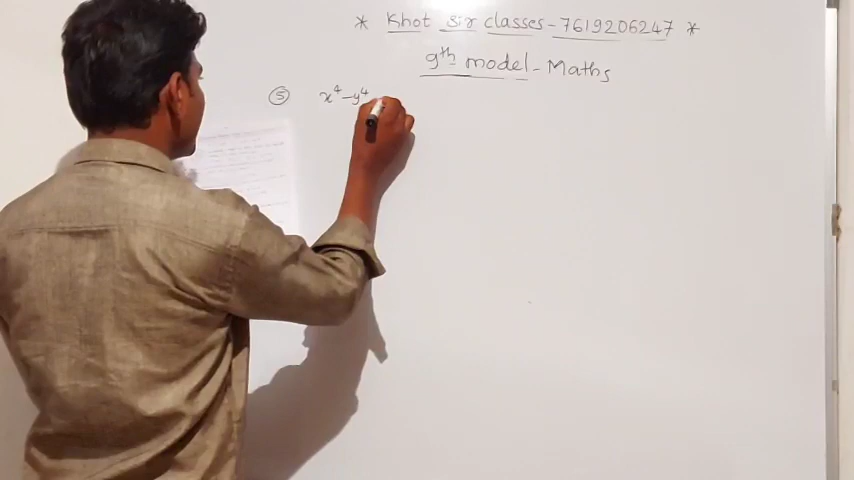 * Khot sir classes - 7619206247 *
9th model - Maths
⑤ x⁴ - y⁴